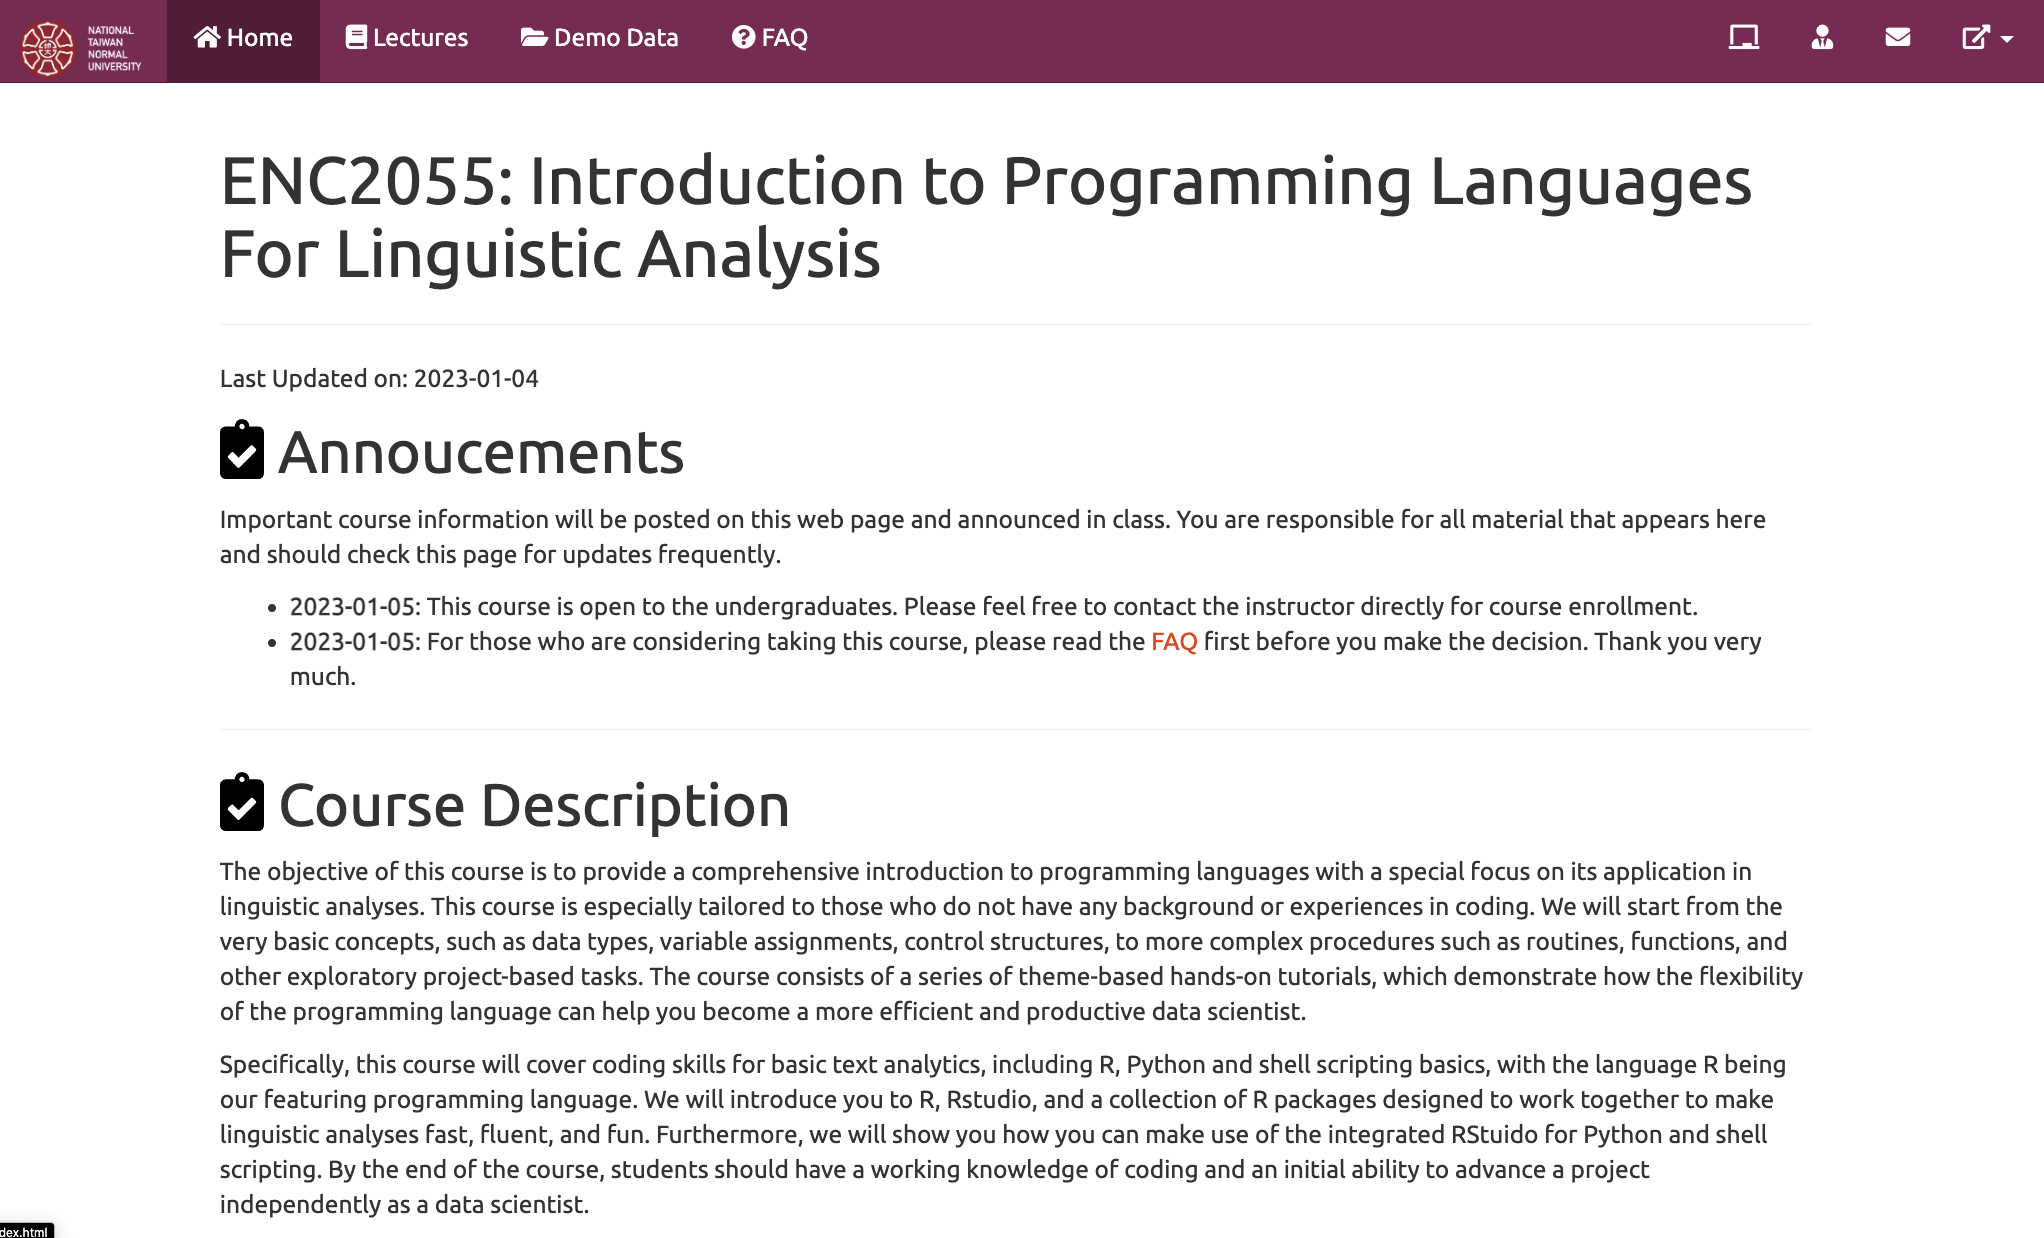 NATIONAL
TAIWAN
NORMAL
UNIVERSITY
Home
Lectures
Demo Data
FAQ
ENC2055: Introduction to Programming Languages
For Linguistic Analysis
Last Updated on: 2023-01-04
Annoucements
Important course information will be posted on this web page and announced in class. You are responsible for all material that appears here
and should check this page for updates frequently.
2023-01-05: This course is open to the undergraduates. Please feel free to contact the instructor directly for course enrollment.
2023-01-05: For those who are considering taking this course, please read the FAQ first before you make the decision. Thank you very
much.
Course Description
The objective of this course is to provide a comprehensive introduction to programming languages with a special focus on its application in
linguistic analyses. This course is especially tailored to those who do not have any background or experiences in coding. We will start from the
very basic concepts, such as data types, variable assignments, control structures, to more complex procedures such as routines, functions, and
other exploratory project-based tasks. The course consists of a series of theme-based hands-on tutorials, which demonstrate how the flexibility
of the programming language can help you become a more efficient and productive data scientist.
Specifically, this course will cover coding skills for basic text analytics, including R, Python and shell scripting basics, with the language R being
our featuring programming language. We will introduce you to R, Rstudio, and a collection of R packages designed to work together to make
linguistic analyses fast, fluent, and fun. Furthermore, we will show you how you can make use of the integrated RStuido for Python and shell
scripting. By the end of the course, students should have a working knowledge of coding and an initial ability to advance a project
independently as a data scientist.
dex.html